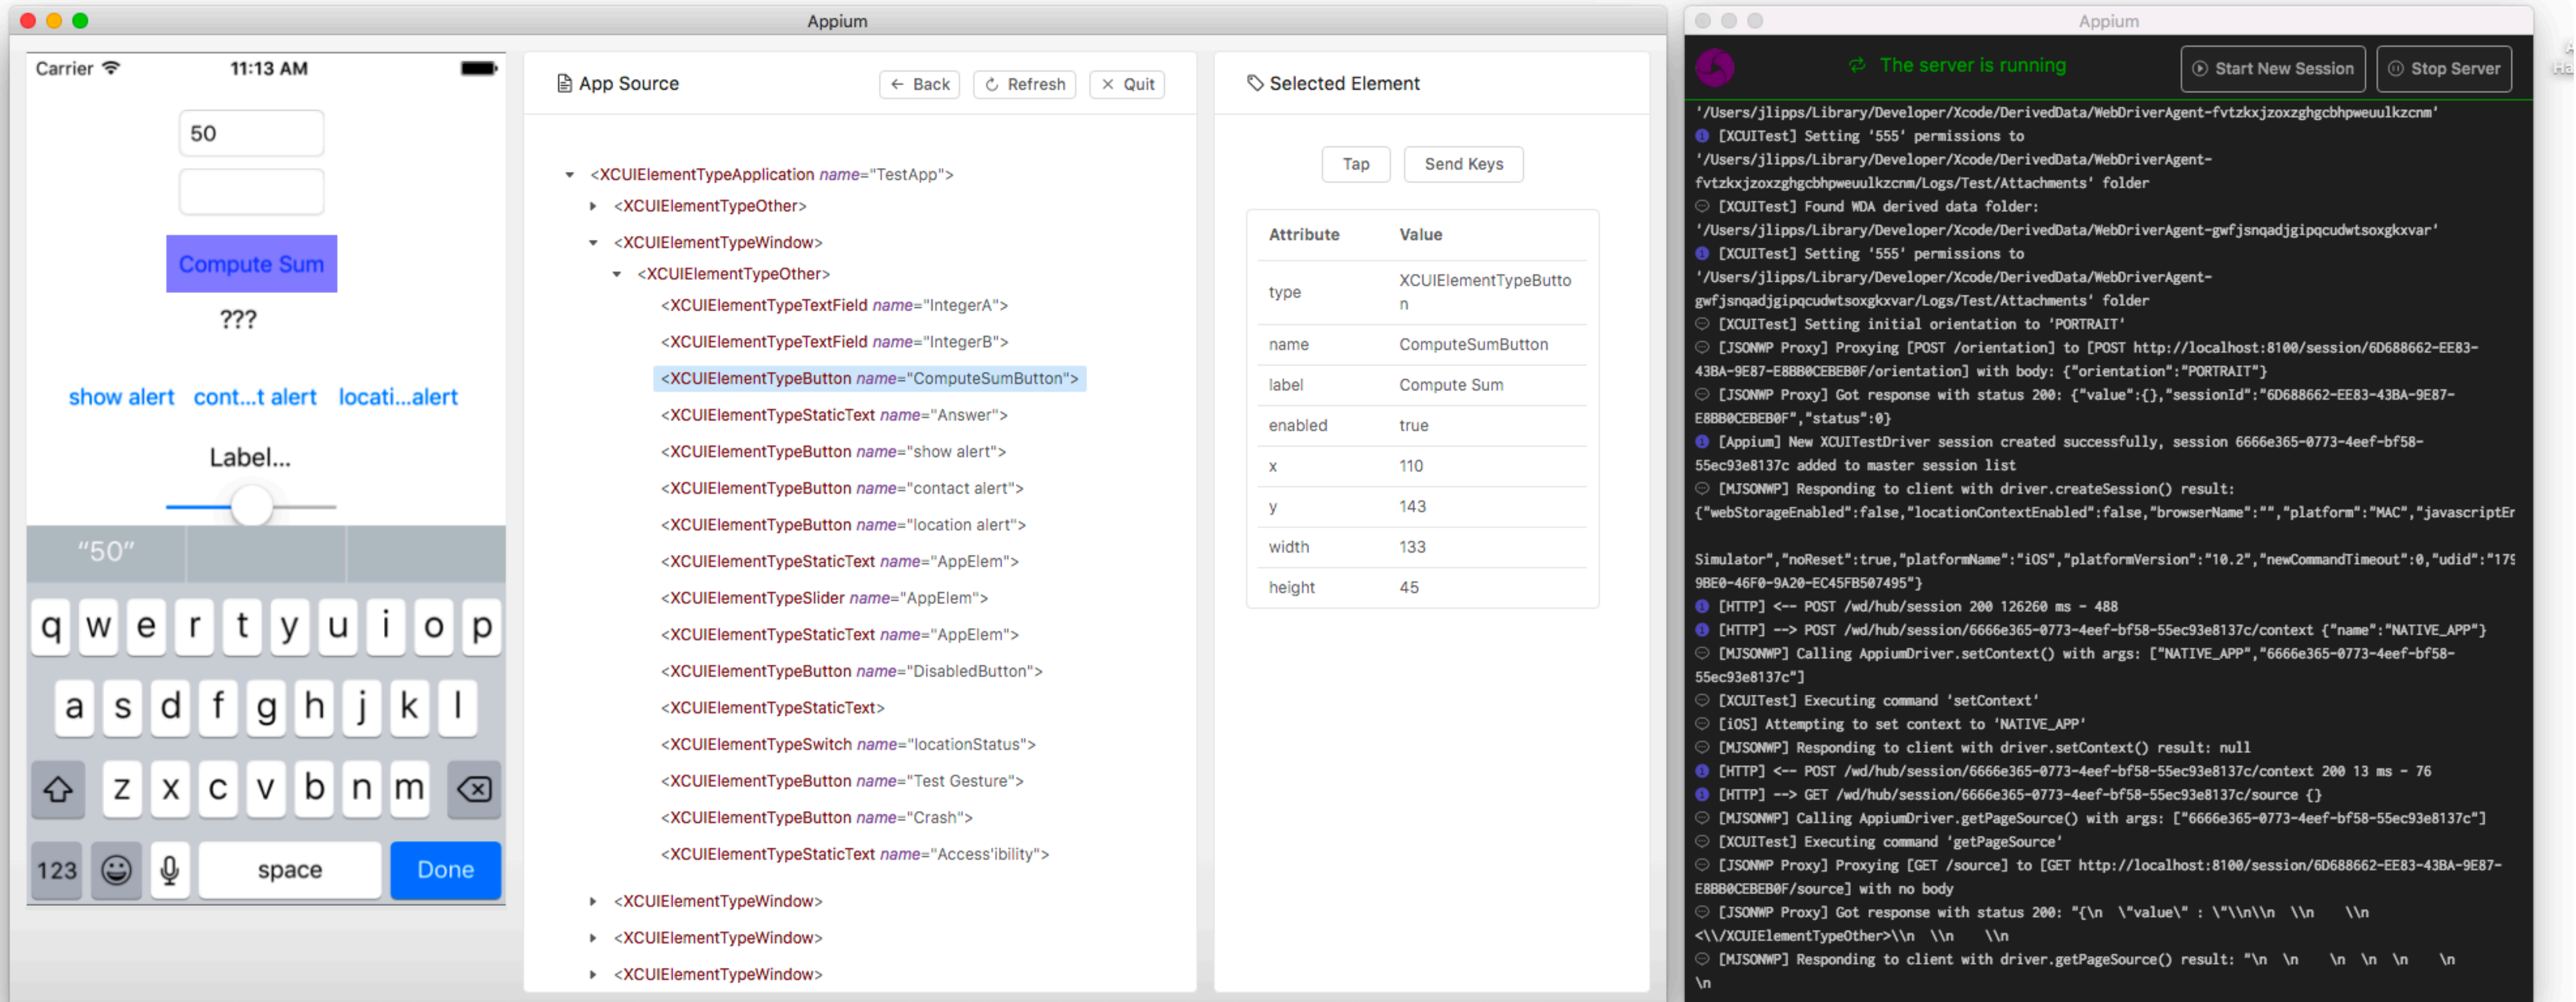 Appium
Carrier
11:13 AM
50
Compute Sum
???
show alert cont...t alert locati...alert
Label...
"50"
q w e r t y u i o p
a s d f g h j k l
z x c v b n m
123 space Done
App Source
Back Refresh Quit
<XCUIElementTypeApplication name="TestApp">
<XCUIElementTypeOther>
<XCUIElementTypeWindow>
<XCUIElementTypeOther>
<XCUIElementTypeTextField name="IntegerA">
<XCUIElementTypeTextField name="IntegerB">
<XCUIElementTypeButton name="ComputeSumButton">
<XCUIElementTypeStaticText name="Answer">
<XCUIElementTypeButton name="show alert">
<XCUIElementTypeButton name="contact alert">
<XCUIElementTypeButton name="location alert">
<XCUIElementTypeStaticText name="AppElem">
<XCUIElementTypeSlider name="AppElem">
<XCUIElementTypeStaticText name="AppElem">
<XCUIElementTypeButton name="DisabledButton">
<XCUIElementTypeStaticText>
<XCUIElementTypeSwitch name="locationStatus">
<XCUIElementTypeButton name="Test Gesture">
<XCUIElementTypeButton name="Crash">
<XCUIElementTypeStaticText name="Access'ibility">
<XCUIElementTypeWindow>
<XCUIElementTypeWindow>
<XCUIElementTypeWindow>
Selected Element
Tap Send Keys
Attribute Value
type XCUIElementTypeButto
n
name ComputeSumButton
label Compute Sum
enabled true
x 110
y 143
width 133
height 45
Appium
The server is running
Start New Session Stop Server
'/Users/jlipps/Library/Developer/Xcode/DerivedData/WebDriverAgent-fvtzkxjzoxzghgcbhpweuulkzcnm'
[XCUITest] Setting '555' permissions to
'/Users/jlipps/Library/Developer/Xcode/DerivedData/WebDriverAgent-
fvtzkxjzoxzghgcbhpweuulkzcnm/Logs/Test/Attachments' folder
[XCUITest] Found WDA derived data folder:
'/Users/jlipps/Library/Developer/Xcode/DerivedData/WebDriverAgent-gwfjsnqadjgipqcudwtsoxgkxvar'
[XCUITest] Setting '555' permissions to
'/Users/jlipps/Library/Developer/Xcode/DerivedData/WebDriverAgent-
gwfjsnqadjgipqcudwtsoxgkxvar/Logs/Test/Attachments' folder
[XCUITest] Setting initial orientation to 'PORTRAIT'
[JSONWP Proxy] Proxying [POST /orientation] to [POST http://localhost:8100/session/6D688662-EE83-
43BA-9E87-E8BB0CEBEB0F/orientation] with body: {"orientation":"PORTRAIT"}
[JSONWP Proxy] Got response with status 200: {"value":{},"sessionId":"6D688662-EE83-43BA-9E87-
E8BB0CEBEB0F","status":0}
[Appium] New XCUITestDriver session created successfully, session 6666e365-0773-4eef-bf58-
55ec93e8137c added to master session list
[MJSONWP] Responding to client with driver.createSession() result:
{"webStorageEnabled":false,"locationContextEnabled":false,"browserName":"","platform":"MAC","javascriptEr
Simulator","noReset":true,"platformName":"iOS","platformVersion":"10.2","newCommandTimeout":0,"udid":"179
9BE0-46F0-9A20-EC45FB507495"}
[HTTP] <-- POST /wd/hub/session 200 126260 ms - 488
[HTTP] --> POST /wd/hub/session/6666e365-0773-4eef-bf58-55ec93e8137c/context {"name":"NATIVE_APP"}
[MJSONWP] Calling AppiumDriver.setContext() with args: ["NATIVE_APP","6666e365-0773-4eef-bf58-
55ec93e8137c"]
[XCUITest] Executing command 'setContext'
[iOS] Attempting to set context to 'NATIVE_APP'
[MJSONWP] Responding to client with driver.setContext() result: null
[HTTP] <-- POST /wd/hub/session/6666e365-0773-4eef-bf58-55ec93e8137c/context 200 13 ms - 76
[HTTP] --> GET /wd/hub/session/6666e365-0773-4eef-bf58-55ec93e8137c/source {}
[MJSONWP] Calling AppiumDriver.getPageSource() with args: ["6666e365-0773-4eef-bf58-55ec93e8137c"]
[XCUITest] Executing command 'getPageSource'
[JSONWP Proxy] Proxying [GET /source] to [GET http://localhost:8100/session/6D688662-EE83-43BA-9E87-
E8BB0CEBEB0F/source] with no body
[JSONWP Proxy] Got response with status 200: "{\n \"value\" : \"\\n\\n \\n \\n
<\\/XCUIElementTypeOther>\\n \\n \\n
[MJSONWP] Responding to client with driver.getPageSource() result: "\n \n \n \n \n \n
\n